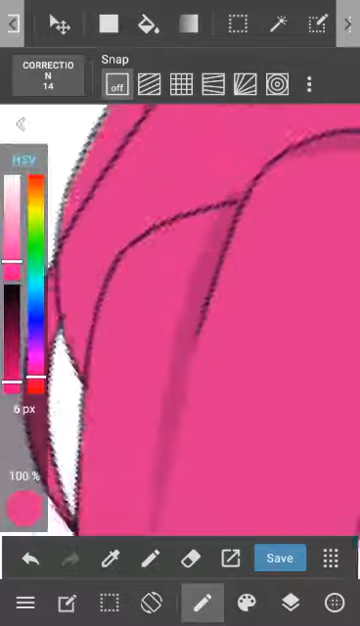 Snap
CORRECTIO
N
14
off
HSV
6 px
100 %
Save